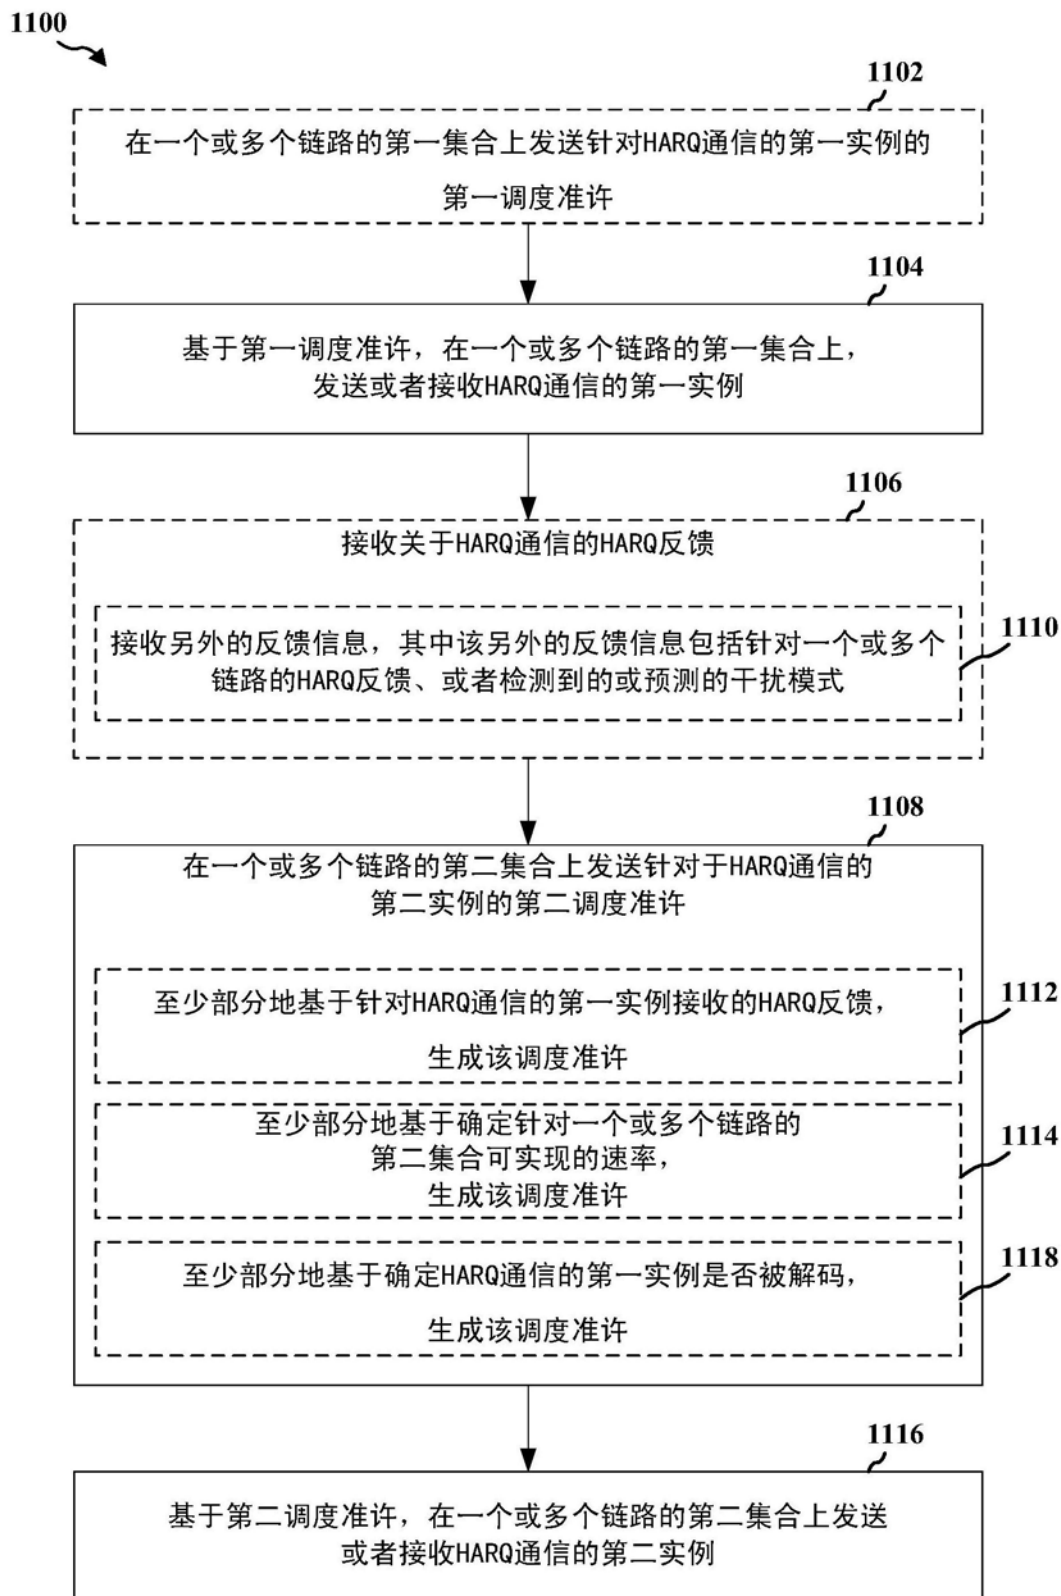 1100
1102
在一个或多个链路的第一集合上发送针对HARQ通信的第一实例的
第一调度准许
1104
基于第一调度准许，在一个或多个链路的第一集合上，
发送或者接收HARQ通信的第一实例
1106
接收关于HARQ通信的HARQ反馈
1110
接收另外的反馈信息，其中该另外的反馈信息包括针对一个或多个
链路的HARQ反馈、或者检测到的或预测的干扰模式
1108
在一个或多个链路的第二集合上发送针对于HARQ通信的
第二实例的第二调度准许
1112
至少部分地基于针对HARQ通信的第一实例接收的HARQ反馈，
生成该调度准许
1114
至少部分地基于确定针对一个或多个链路的
第二集合可实现的速率，
生成该调度准许
1118
至少部分地基于确定HARQ通信的第一实例是否被解码，
生成该调度准许
1116
基于第二调度准许，在一个或多个链路的第二集合上发送
或者接收HARQ通信的第二实例